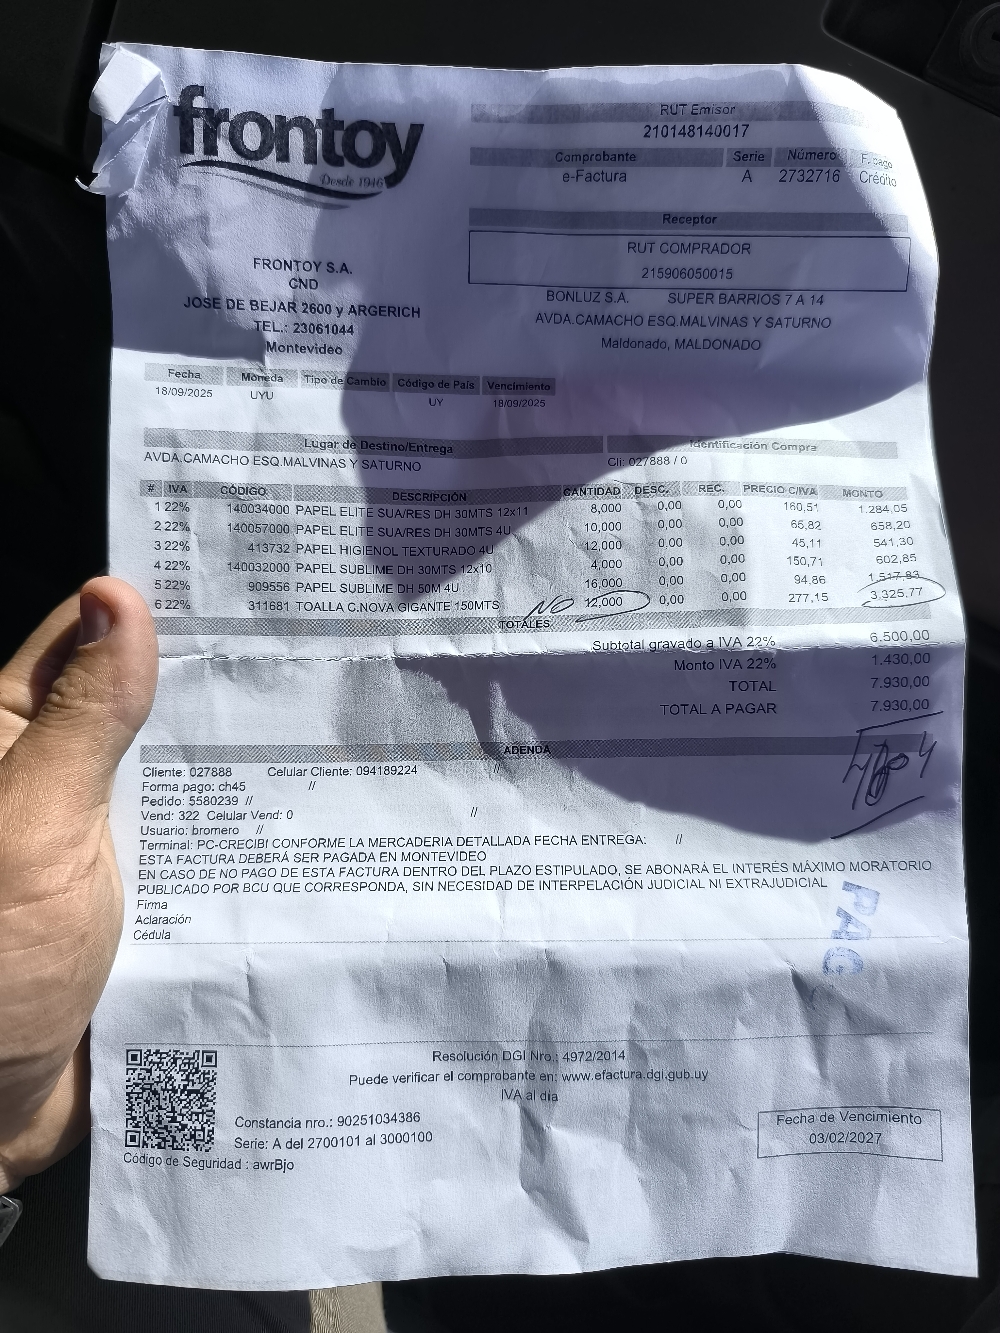 frontoy
Desde 1946
RUT Emisor
210148140017
Comprobante Serie Número F. pago
e-Factura A 2732716 Crédito
Receptor
RUT COMPRADOR
215906050015
BONLUZ S.A. SUPER BARRIOS 7 A 14
AVDA.CAMACHO ESQ.MALVINAS Y SATURNO
Maldonado, MALDONADO
FRONTOY S.A.
CND
JOSE DE BEJAR 2600 y ARGERICH
TEL.: 23061044
Montevideo
Fecha Moneda Tipo de Cambio Código de País Vencimiento
18/09/2025 UYU UY 18/09/2025
Lugar de Destino/Entrega Identificación Compra
AVDA.CAMACHO ESQ.MALVINAS Y SATURNO Cli: 027888 / 0
# IVA CÓDIGO DESCRIPCIÓN CANTIDAD DESC. REC. PRECIO C/IVA MONTO
1 22% 140034000 PAPEL ELITE SUA/RES DH 30MTS 12x11 8,000 0,00 0,00 160,51 1.284,05
2 22% 140057000 PAPEL ELITE SUA/RES DH 30MTS 4U 10,000 0,00 0,00 65,82 658,20
3 22% 413732 PAPEL HIGIENOL TEXTURADO 4U 12,000 0,00 0,00 45,11 541,30
4 22% 140032000 PAPEL SUBLIME DH 30MTS 12x10 4,000 0,00 0,00 150,71 602,85
5 22% 909556 PAPEL SUBLIME DH 50M 4U 16,000 0,00 0,00 94,86 1.517,83
6 22% 311681 TOALLA C.NOVA GIGANTE 150MTS NO 12,000 0,00 0,00 277,15 3.325,77
TOTALES
Subtotal gravado a IVA 22% 6.500,00
Monto IVA 22% 1.430,00
TOTAL 7.930,00
TOTAL A PAGAR 7.930,00
ADENDA
Cliente: 027888 Celular Cliente: 094189224 //
Forma pago: ch45 //
Pedido: 5580239 //
Vend: 322 Celular Vend: 0 //
Usuario: bromero //
Terminal: PC-CRECIBI CONFORME LA MERCADERIA DETALLADA FECHA ENTREGA: //
ESTA FACTURA DEBERÁ SER PAGADA EN MONTEVIDEO
EN CASO DE NO PAGO DE ESTA FACTURA DENTRO DEL PLAZO ESTIPULADO, SE ABONARÁ EL INTERÉS MÁXIMO MORATORIO
PUBLICADO POR BCU QUE CORRESPONDA, SIN NECESIDAD DE INTERPELACIÓN JUDICIAL NI EXTRAJUDICIAL
Firma
Aclaración
Cédula
PAG
Resolución DGI Nro.: 4972/2014
Puede verificar el comprobante en: www.efactura.dgi.gub.uy
IVA al dia
Constancia nro.: 90251034386
Serie: A del 2700101 al 3000100
Código de Seguridad : awrBjo
Fecha de Vencimiento
03/02/2027